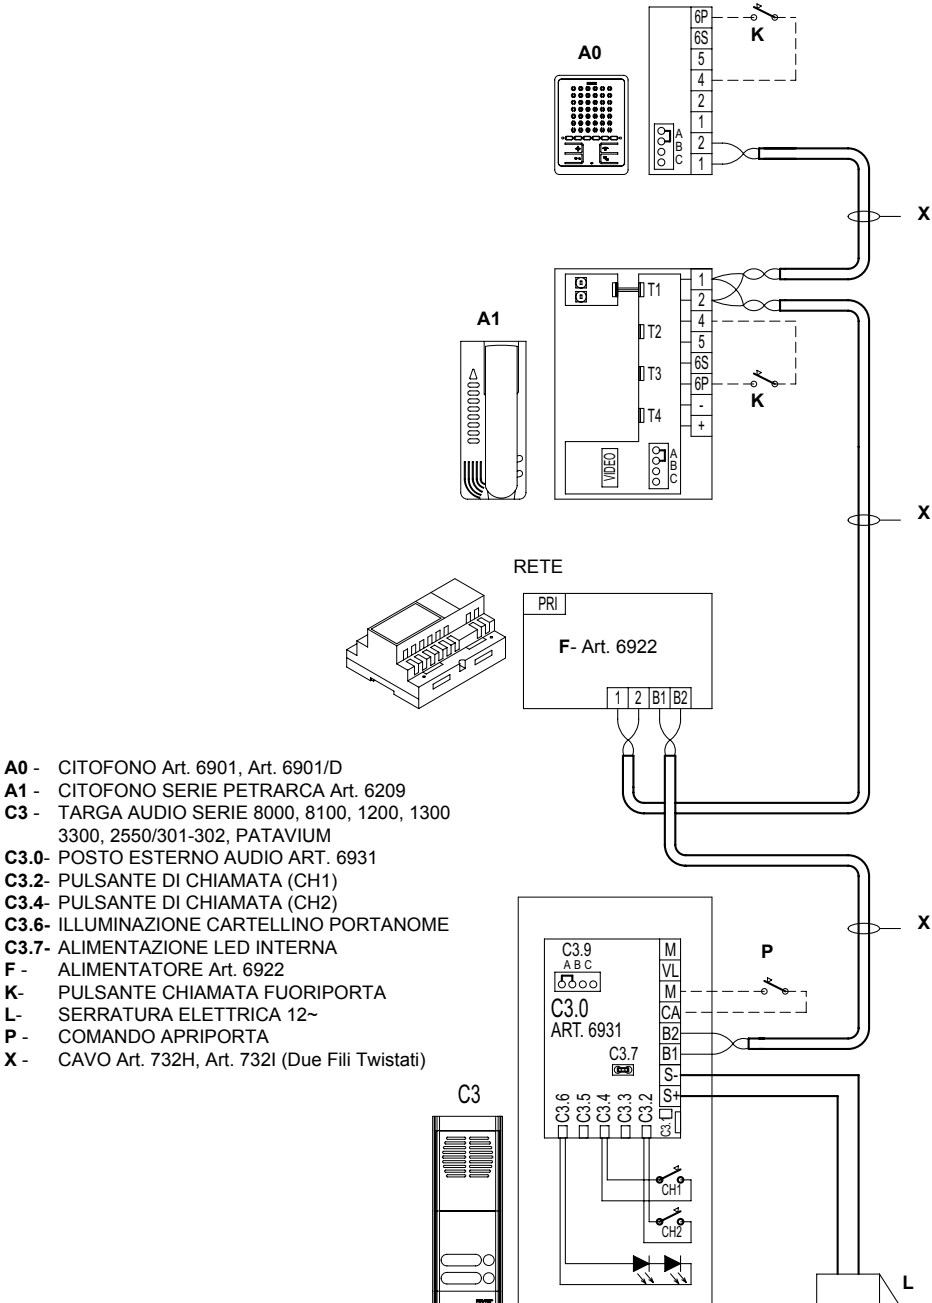 6P
6S
5
4
2
1
2
1
K
A0
A
B
C
X
1
2
4
5
6S
6P
-
+
T1
T2
T3
T4
A1
K
VIDEO
A
B
C
X
RETE
PRI
F- Art. 6922
1 2 B1 B2
A0 - CITOFONO Art. 6901, Art. 6901/D
A1 - CITOFONO SERIE PETRARCA Art. 6209
C3 - TARGA AUDIO SERIE 8000, 8100, 1200, 1300
3300, 2550/301-302, PATAVIUM
C3.0- POSTO ESTERNO AUDIO ART. 6931
C3.2- PULSANTE DI CHIAMATA (CH1)
C3.4- PULSANTE DI CHIAMATA (CH2)
C3.6- ILLUMINAZIONE CARTELLINO PORTANOME
C3.7- ALIMENTAZIONE LED INTERNA
F - ALIMENTATORE Art. 6922
K- PULSANTE CHIAMATA FUORIPORTA
L- SERRATURA ELETTRICA 12~
P - COMANDO APRIPORTA
X - CAVO Art. 732H, Art. 732I (Due Fili Twistati)
X
P
C3.9
A B C
C3.0
ART. 6931
C3.7
M
VL
M
CA
B2
B1
S-
S+
C3.6
C3.5
C3.4
C3.3
C3.2
C3.1
CH1
CH2
C3
L